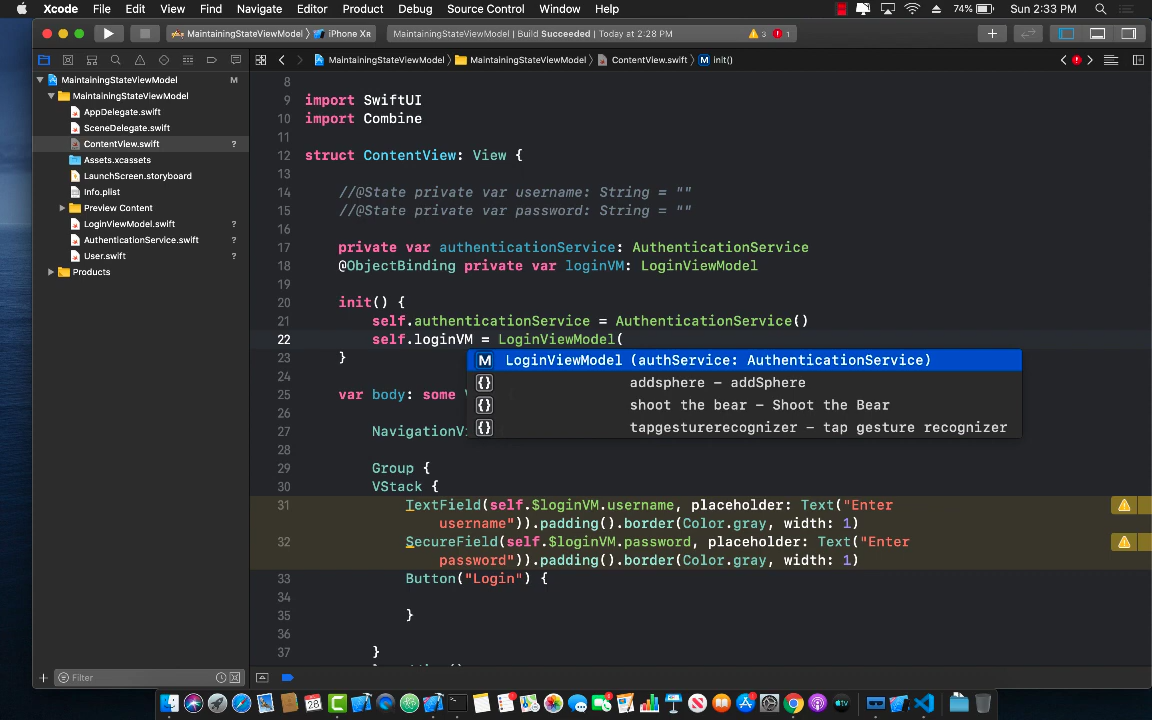 Xcode File Edit View Find Navigate Editor Product Debug Source Control Window Help 74% Sun 2:33 PM
MaintainingStateViewModel iPhone Xʀ MaintainingStateViewModel | Build Succeeded | Today at 2:28 PM 3 1
MaintainingStateViewModel MaintainingStateViewModel ContentView.swift M init()
MaintainingStateViewModel M
MaintainingStateViewModel
AppDelegate.swift
SceneDelegate.swift
ContentView.swift ?
Assets.xcassets
LaunchScreen.storyboard
Info.plist
Preview Content
LoginViewModel.swift ?
AuthenticationService.swift ?
User.swift ?
Products
Filter
8
9 import SwiftUI
10 import Combine
11
12 struct ContentView: View {
13
14 //@State private var username: String = ""
15 //@State private var password: String = ""
16
17 private var authenticationService: AuthenticationService
18 @ObjectBinding private var loginVM: LoginViewModel
19
20 init() {
21 self.authenticationService = AuthenticationService()
22 self.loginVM = LoginViewModel(
M LoginViewModel (authService: AuthenticationService)
{} addsphere – addSphere
{} shoot the bear – Shoot the Bear
{} tapgesturerecognizer – tap gesture recognizer
23 }
24
25 var body: some
26
27
28
29 Group {
30 VStack {
31 TextField(self.$loginVM.username, placeholder: Text("Enter
username")).padding().border(Color.gray, width: 1)
32 SecureField(self.$loginVM.password, placeholder: Text("Enter
password")).padding().border(Color.gray, width: 1)
33 Button("Login") {
34
35 }
36
37 }